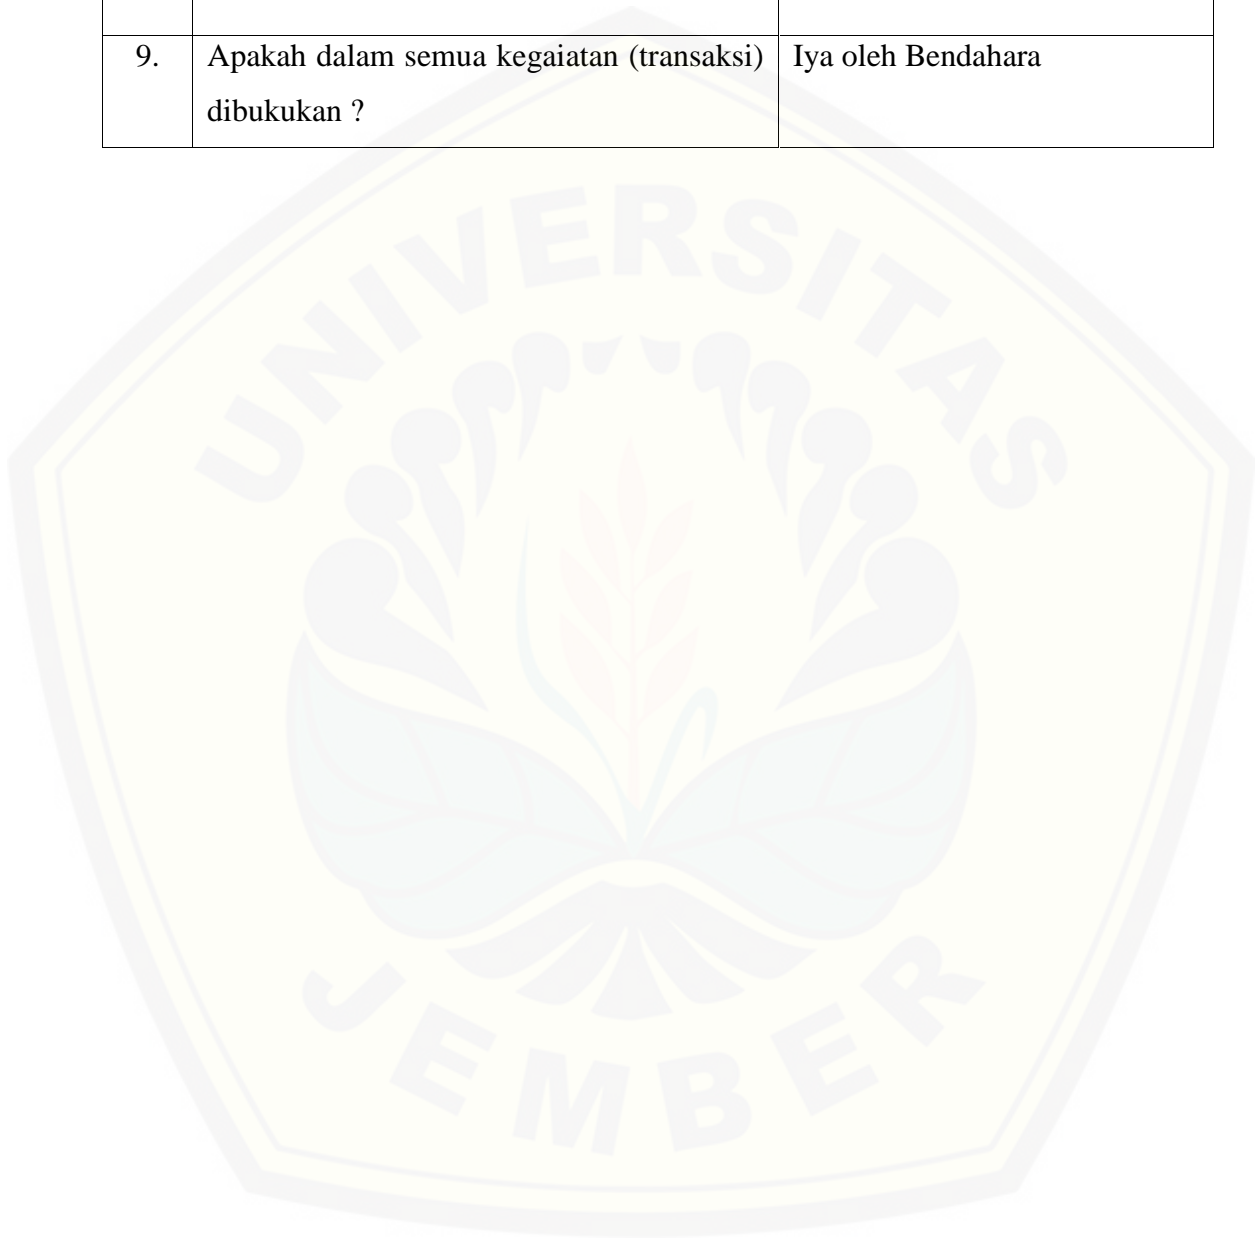 9. Apakah dalam semua kegaiatan (transaksi) Iya oleh Bendahara
dibukukan ?
UNIVERSITAS
JEMBER